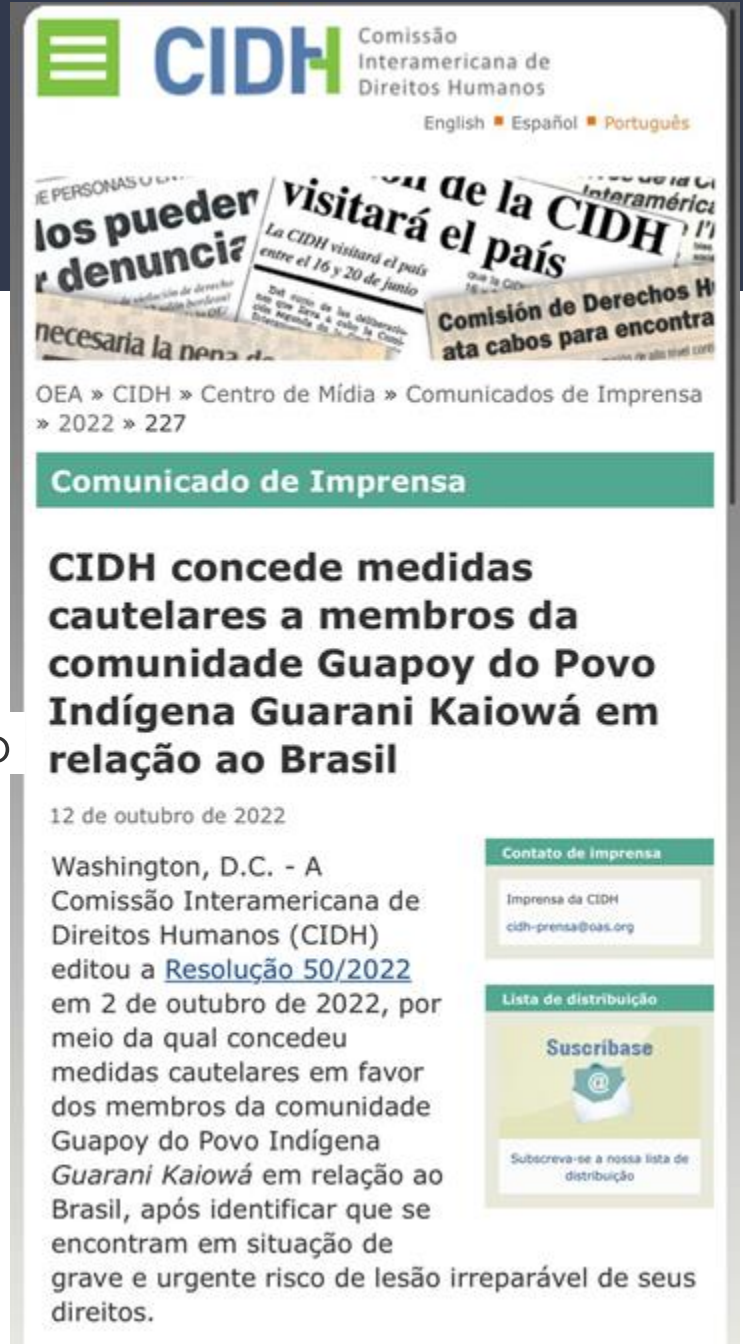 CIDH
Comissão
Interamericana de
Direitos Humanos
English ▪ Español ▪ Português
DE PERSONAS
los pueden
r denuncia
necesaria la pena de
visitará el país
La CIDH visitará el país
entre el 16 y 20 de junio
ón de la CIDH
Interamérica
Comisión de Derechos H
ata cabos para encontra
OEA » CIDH » Centro de Mídia » Comunicados de Imprensa
» 2022 » 227
Comunicado de Imprensa
CIDH concede medidas
cautelares a membros da
comunidade Guapoy do Povo
Indígena Guarani Kaiowá em
relação ao Brasil
12 de outubro de 2022
Washington, D.C. - A
Comissão Interamericana de
Direitos Humanos (CIDH)
editou a Resolução 50/2022
em 2 de outubro de 2022, por
meio da qual concedeu
medidas cautelares em favor
dos membros da comunidade
Guapoy do Povo Indígena
Guarani Kaiowá em relação ao
Brasil, após identificar que se
encontram em situação de
grave e urgente risco de lesão irreparável de seus
direitos.
Contato de imprensa
Imprensa da CIDH
cidh-prensa@oas.org
Lista de distribuição
Suscríbase
@
Subscreva-se a nossa lista de
distribuição